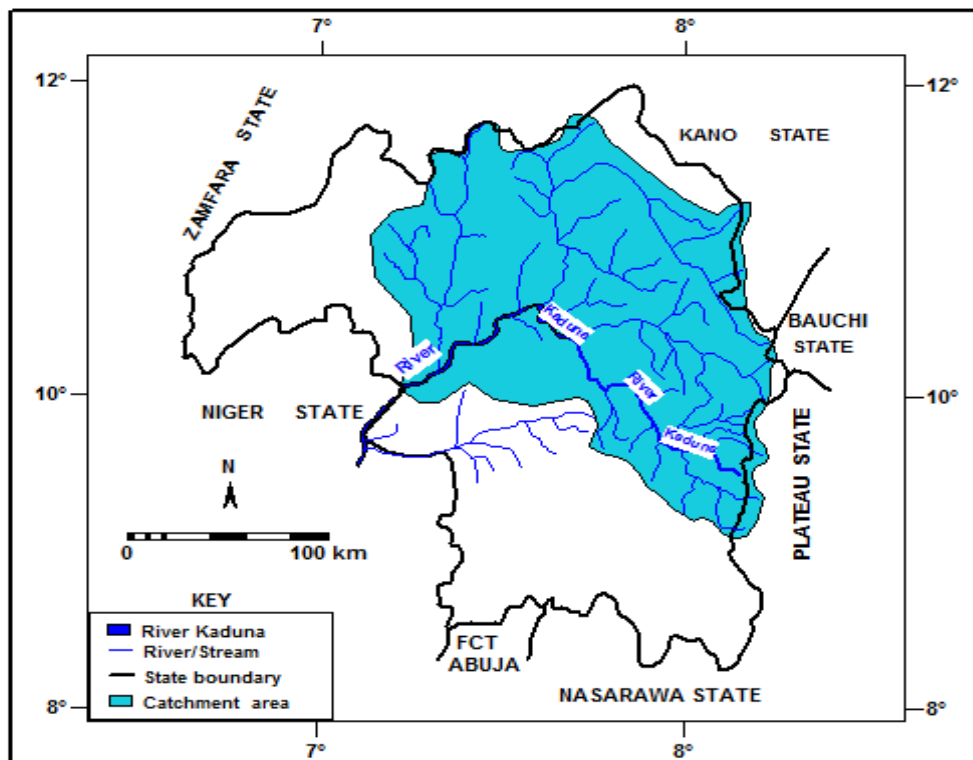 7° 8°
12° 12°
ZAMFARA STATE
KANO STATE
Kaduna
BAUCHI
STATE
River
River
10° 10°
NIGER STATE
Kaduna
PLATEAU STATE
N
0 100 km
KEY
River Kaduna
River/Stream
State boundary
Catchment area
FCT
ABUJA
NASARAWA STATE
8° 8°
7° 8°